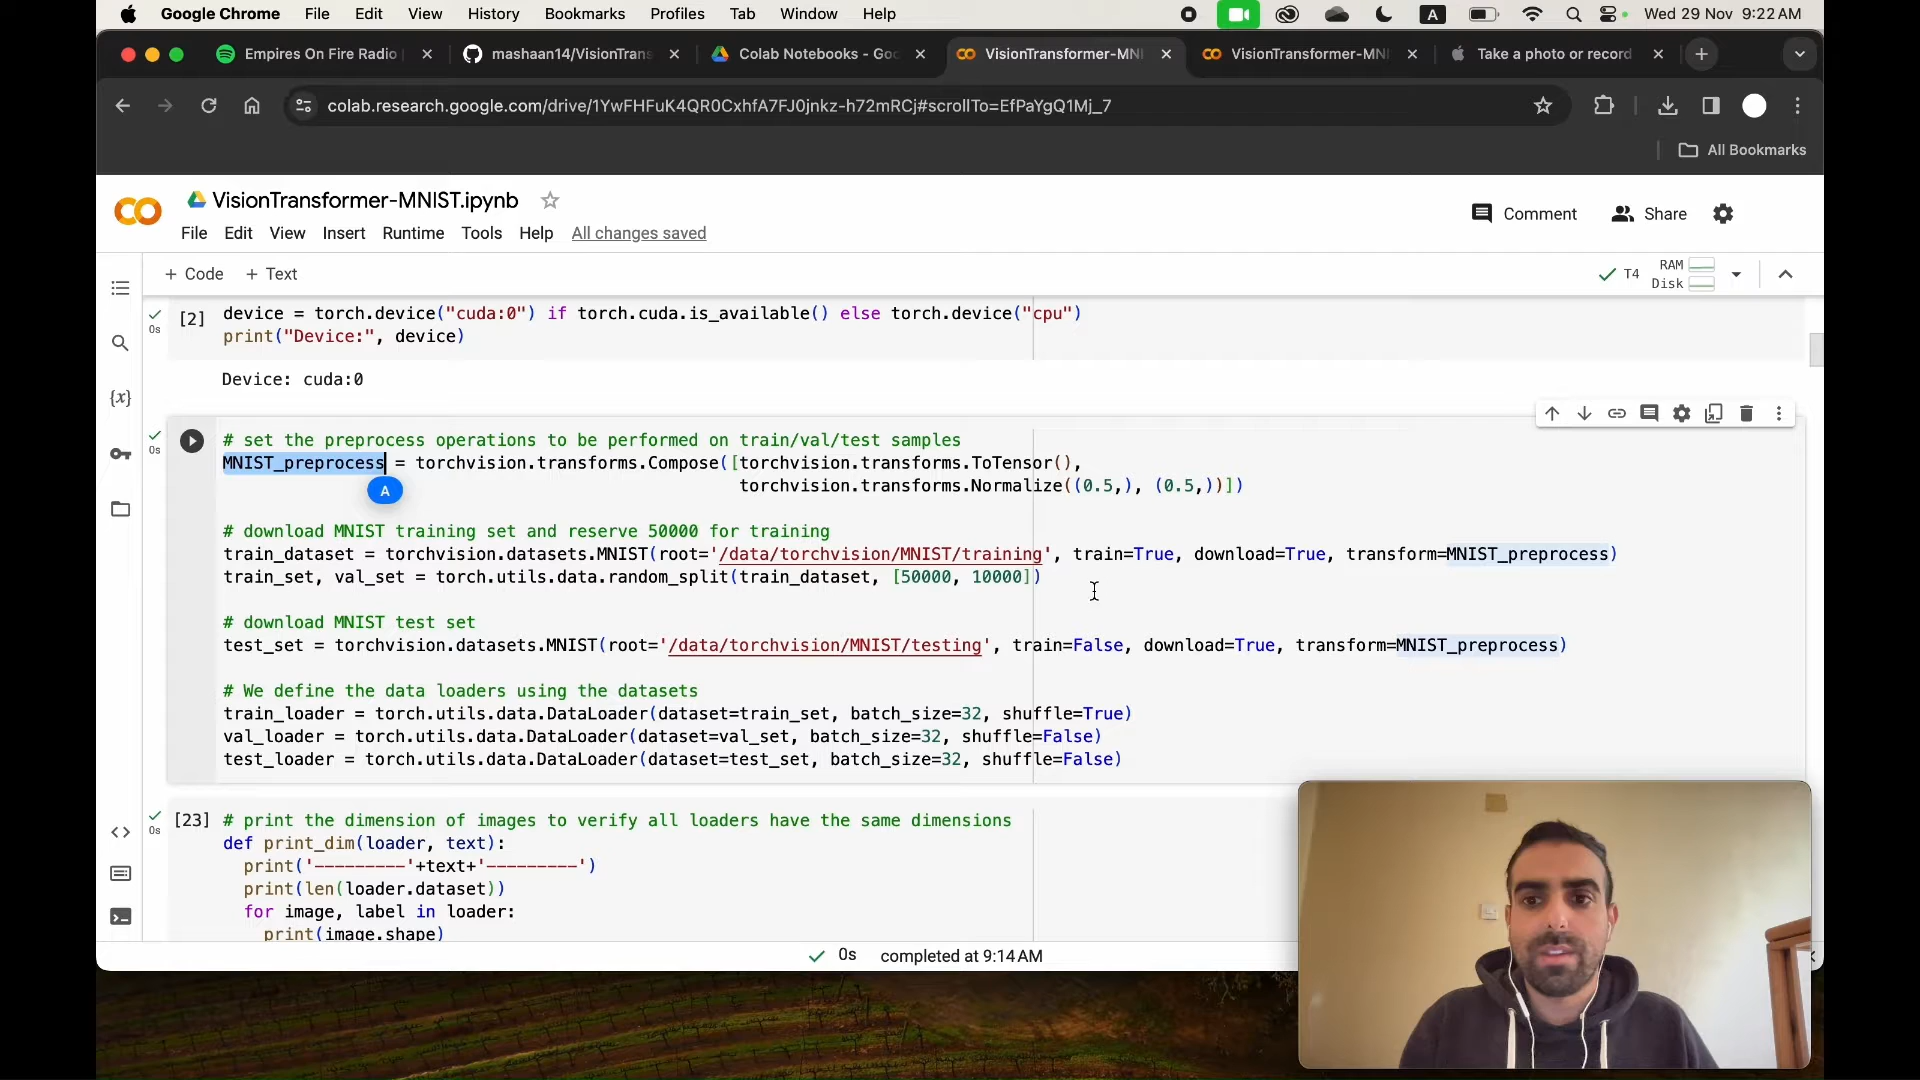 Google Chrome File Edit View History Bookmarks Profiles Tab Window Help A Wed 29 Nov 9:22 AM
Empires On Fire Radio mashaan14/VisionTrans Colab Notebooks - Goo VisionTransformer-MNI VisionTransformer-MNI Take a photo or record
colab.research.google.com/drive/1YwFHFuK4QR0CxhfA7FJ0jnkz-h72mRCj#scrollTo=EfPaYgQ1Mj_7
All Bookmarks
VisionTransformer-MNIST.ipynb
Comment Share
File Edit View Insert Runtime Tools Help All changes saved
+ Code + Text
T4 RAM
Disk
0s [2] device = torch.device("cuda:0") if torch.cuda.is_available() else torch.device("cpu")
print("Device:", device)
Device: cuda:0
{x}
0s # set the preprocess operations to be performed on train/val/test samples
MNIST_preprocess = torchvision.transforms.Compose([torchvision.transforms.ToTensor(),
A
torchvision.transforms.Normalize((0.5,), (0.5,))])
# download MNIST training set and reserve 50000 for training
train_dataset = torchvision.datasets.MNIST(root='/data/torchvision/MNIST/training', train=True, download=True, transform=MNIST_preprocess)
train_set, val_set = torch.utils.data.random_split(train_dataset, [50000, 10000])
# download MNIST test set
test_set = torchvision.datasets.MNIST(root='/data/torchvision/MNIST/testing', train=False, download=True, transform=MNIST_preprocess)
# We define the data loaders using the datasets
train_loader = torch.utils.data.DataLoader(dataset=train_set, batch_size=32, shuffle=True)
val_loader = torch.utils.data.DataLoader(dataset=val_set, batch_size=32, shuffle=False)
test_loader = torch.utils.data.DataLoader(dataset=test_set, batch_size=32, shuffle=False)
0s [23] # print the dimension of images to verify all loaders have the same dimensions
def print_dim(loader, text):
print('---------'+text+'---------')
print(len(loader.dataset))
for image, label in loader:
print(image.shape)
0s completed at 9:14 AM